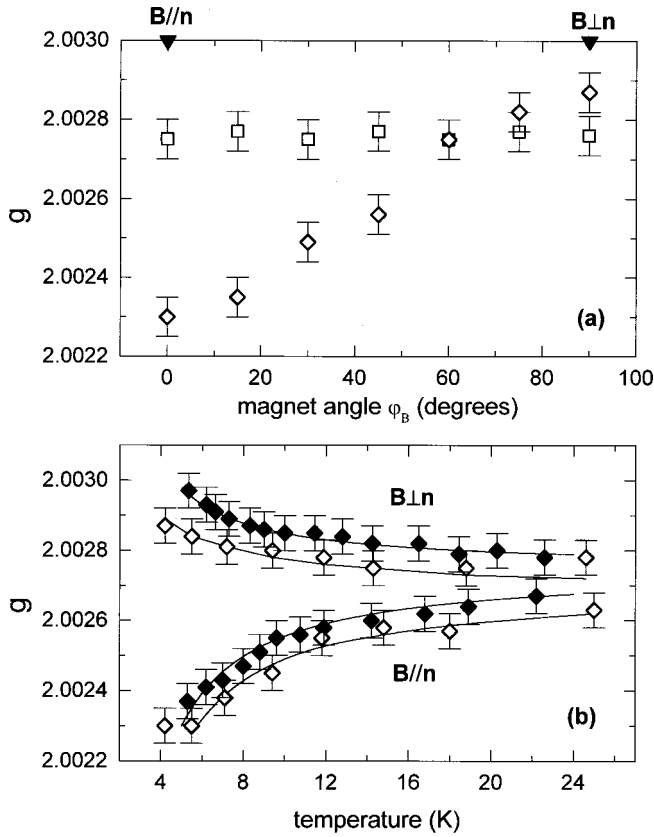 B//n B⊥n
2.0030
2.0028
2.0026
2.0024
2.0022
g
(a)
0 20 40 60 80 100
magnet angle φB (degrees)
2.0030
2.0028
2.0026
2.0024
2.0022
g
B⊥n
B//n
(b)
4 8 12 16 20 24
temperature (K)